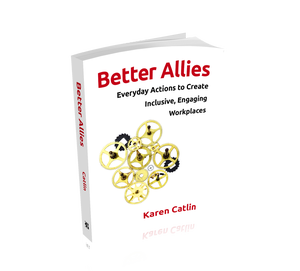 Better Allies
Everyday Actions to Create
Inclusive, Engaging
Workplaces
Karen Catlin
Better Allies
Catlin